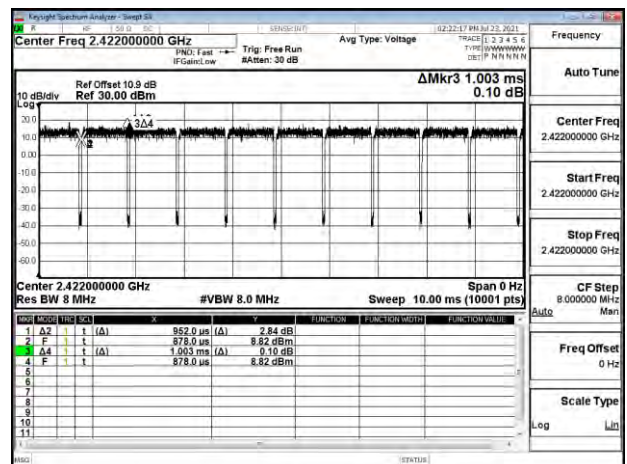 Keysight Spectrum Analyzer - Swept SA
RF 50 Ω DC SENSE:INT 02:22:17 PM Jul 23, 2021
Center Freq 2.422000000 GHz
PNO: Fast
IFGain:Low
Trig: Free Run
#Atten: 30 dB
Avg Type: Voltage
TRACE 1 2 3 4 5 6
TYPE WWWWWW
DET P N N N N N
ΔMkr3 1.003 ms
0.10 dB
Ref Offset 10.9 dB
10 dB/div Ref 30.00 dBm
Log
20.0
10.0
0.00
-10.0
-20.0
-30.0
-40.0
-50.0
-60.0
3Δ4
Center 2.422000000 GHz Span 0 Hz
Res BW 8 MHz #VBW 8.0 MHz Sweep 10.00 ms (10001 pts)
MKR MODE TRC SCL X Y FUNCTION FUNCTION WIDTH FUNCTION VALUE
1 Δ2 1 t (Δ) 952.0 µs (Δ) 2.84 dB
2 F 1 t 878.0 µs 8.82 dBm
3 Δ4 1 t (Δ) 1.003 ms (Δ) 0.10 dB
4 F 1 t 878.0 µs 8.82 dBm
5
6
7
8
9
10
11
MSG STATUS
Frequency
Auto Tune
Center Freq
2.422000000 GHz
Start Freq
2.422000000 GHz
Stop Freq
2.422000000 GHz
CF Step
8.000000 MHz
Auto Man
Freq Offset
0 Hz
Scale Type
Log Lin